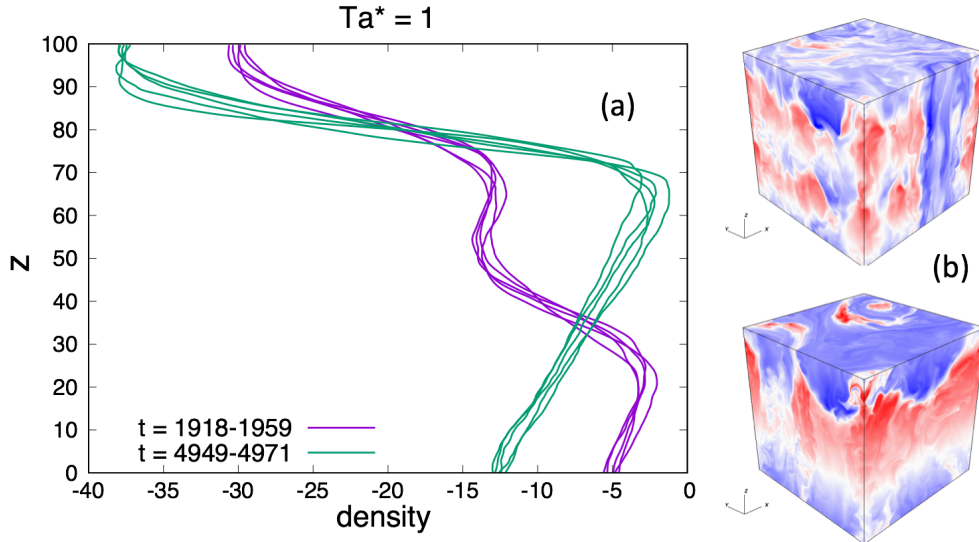 Ta* = 1
100
90
80
70
60
50
40
30
20
10
0
z
(a)
t = 1918-1959
t = 4949-4971
-40 -35 -30 -25 -20 -15 -10 -5 0
density
z
Y X
(b)
z
Y X